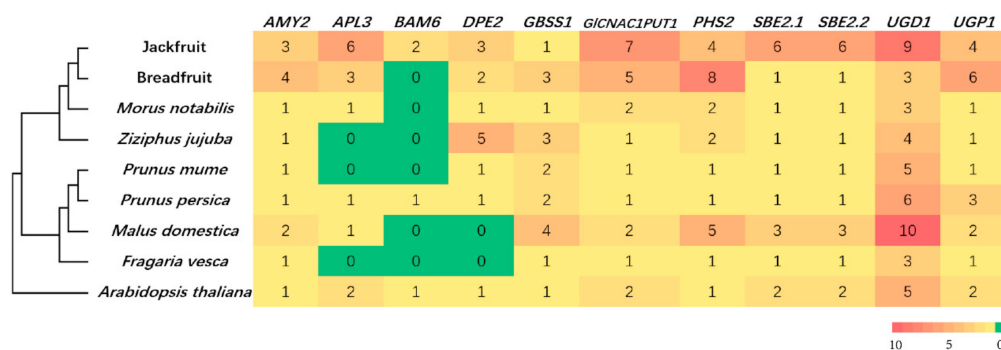 AMY2 APL3 BAM6 DPE2 GBSS1 GlCNAC1PUT1 PHS2 SBE2.1 SBE2.2 UGD1 UGP1
Jackfruit 3 6 2 3 1 7 4 6 6 9 4
Breadfruit 4 3 0 2 3 5 8 1 1 3 6
Morus notabilis 1 1 0 1 1 2 2 1 1 3 1
Ziziphus jujuba 1 0 0 5 3 1 2 1 1 4 1
Prunus mume 1 0 0 1 2 1 1 1 1 5 1
Prunus persica 1 1 1 1 2 1 1 1 1 6 3
Malus domestica 2 1 0 0 4 2 5 3 3 10 2
Fragaria vesca 1 0 0 0 1 1 1 1 1 3 1
Arabidopsis thaliana 1 2 1 1 1 2 1 2 2 5 2
10 5 0